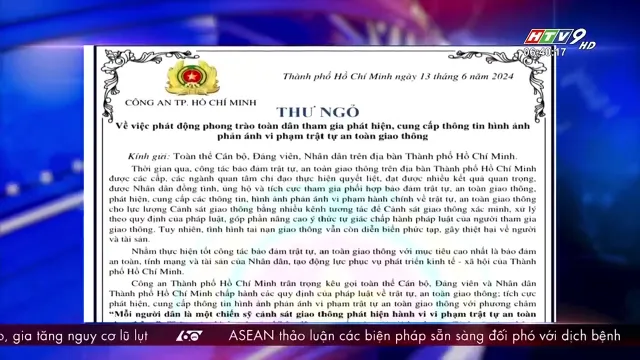 HTV9 HD
06:40:17
Thành phố Hồ Chí Minh ngày 13 tháng 6 năm 2024
CÔNG AN TP. HỒ CHÍ MINH
THƯ NGỎ
Về việc phát động phong trào toàn dân tham gia phát hiện, cung cấp thông tin hình ảnh
phản ánh vi phạm trật tự an toàn giao thông
Kính gửi: Toàn thể Cán bộ, Đảng viên, Nhân dân trên địa bàn Thành phố Hồ Chí Minh.
Thời gian qua, công tác bảo đảm trật tự, an toàn giao thông trên địa bàn Thành phố Hồ Chí Minh
được các cấp, các ngành quan tâm chỉ đạo thực hiện quyết liệt, đạt được nhiều kết quả quan trọng,
được Nhân dân đồng tình, ủng hộ và tích cực tham gia phối hợp bảo đảm trật tự, an toàn giao thông,
phát hiện, cung cấp các thông tin, hình ảnh phản ánh vi phạm hành chính về trật tự, an toàn giao thông
cho lực lượng Cảnh sát giao thông bằng nhiều kênh tương tác để Cảnh sát giao thông xác minh, xử lý
theo quy định của pháp luật, góp phần nâng cao ý thức tự giác chấp hành pháp luật của người tham gia
giao thông. Tuy nhiên, tình hình tai nạn giao thông vẫn còn diễn biến phức tạp, gây thiệt hại về người
và tài sản.
Nhằm thực hiện tốt công tác bảo đảm trật tự, an toàn giao thông với mục tiêu cao nhất là bảo đảm
an toàn, tính mạng và tài sản của Nhân dân, tạo động lực phục vụ phát triển kinh tế - xã hội của Thành
phố Hồ Chí Minh.
Công an Thành phố Hồ Chí Minh trân trọng kêu gọi toàn thể Cán bộ, Đảng viên và Nhân dân
Thành phố Hồ Chí Minh chấp hành các quy định của pháp luật về trật tự, an toàn giao thông; tích cực
phát hiện, cung cấp thông tin hình ảnh phản ánh vi phạm trật tự an toàn giao thông với phương châm
"Mỗi người dân là một chiến sỹ cảnh sát giao thông phát hiện hành vi vi phạm trật tự an toàn
o, gia tăng nguy cơ lũ lụt 60 ASEAN thảo luận các biện pháp sẵn sàng đối phó với dịch bệnh